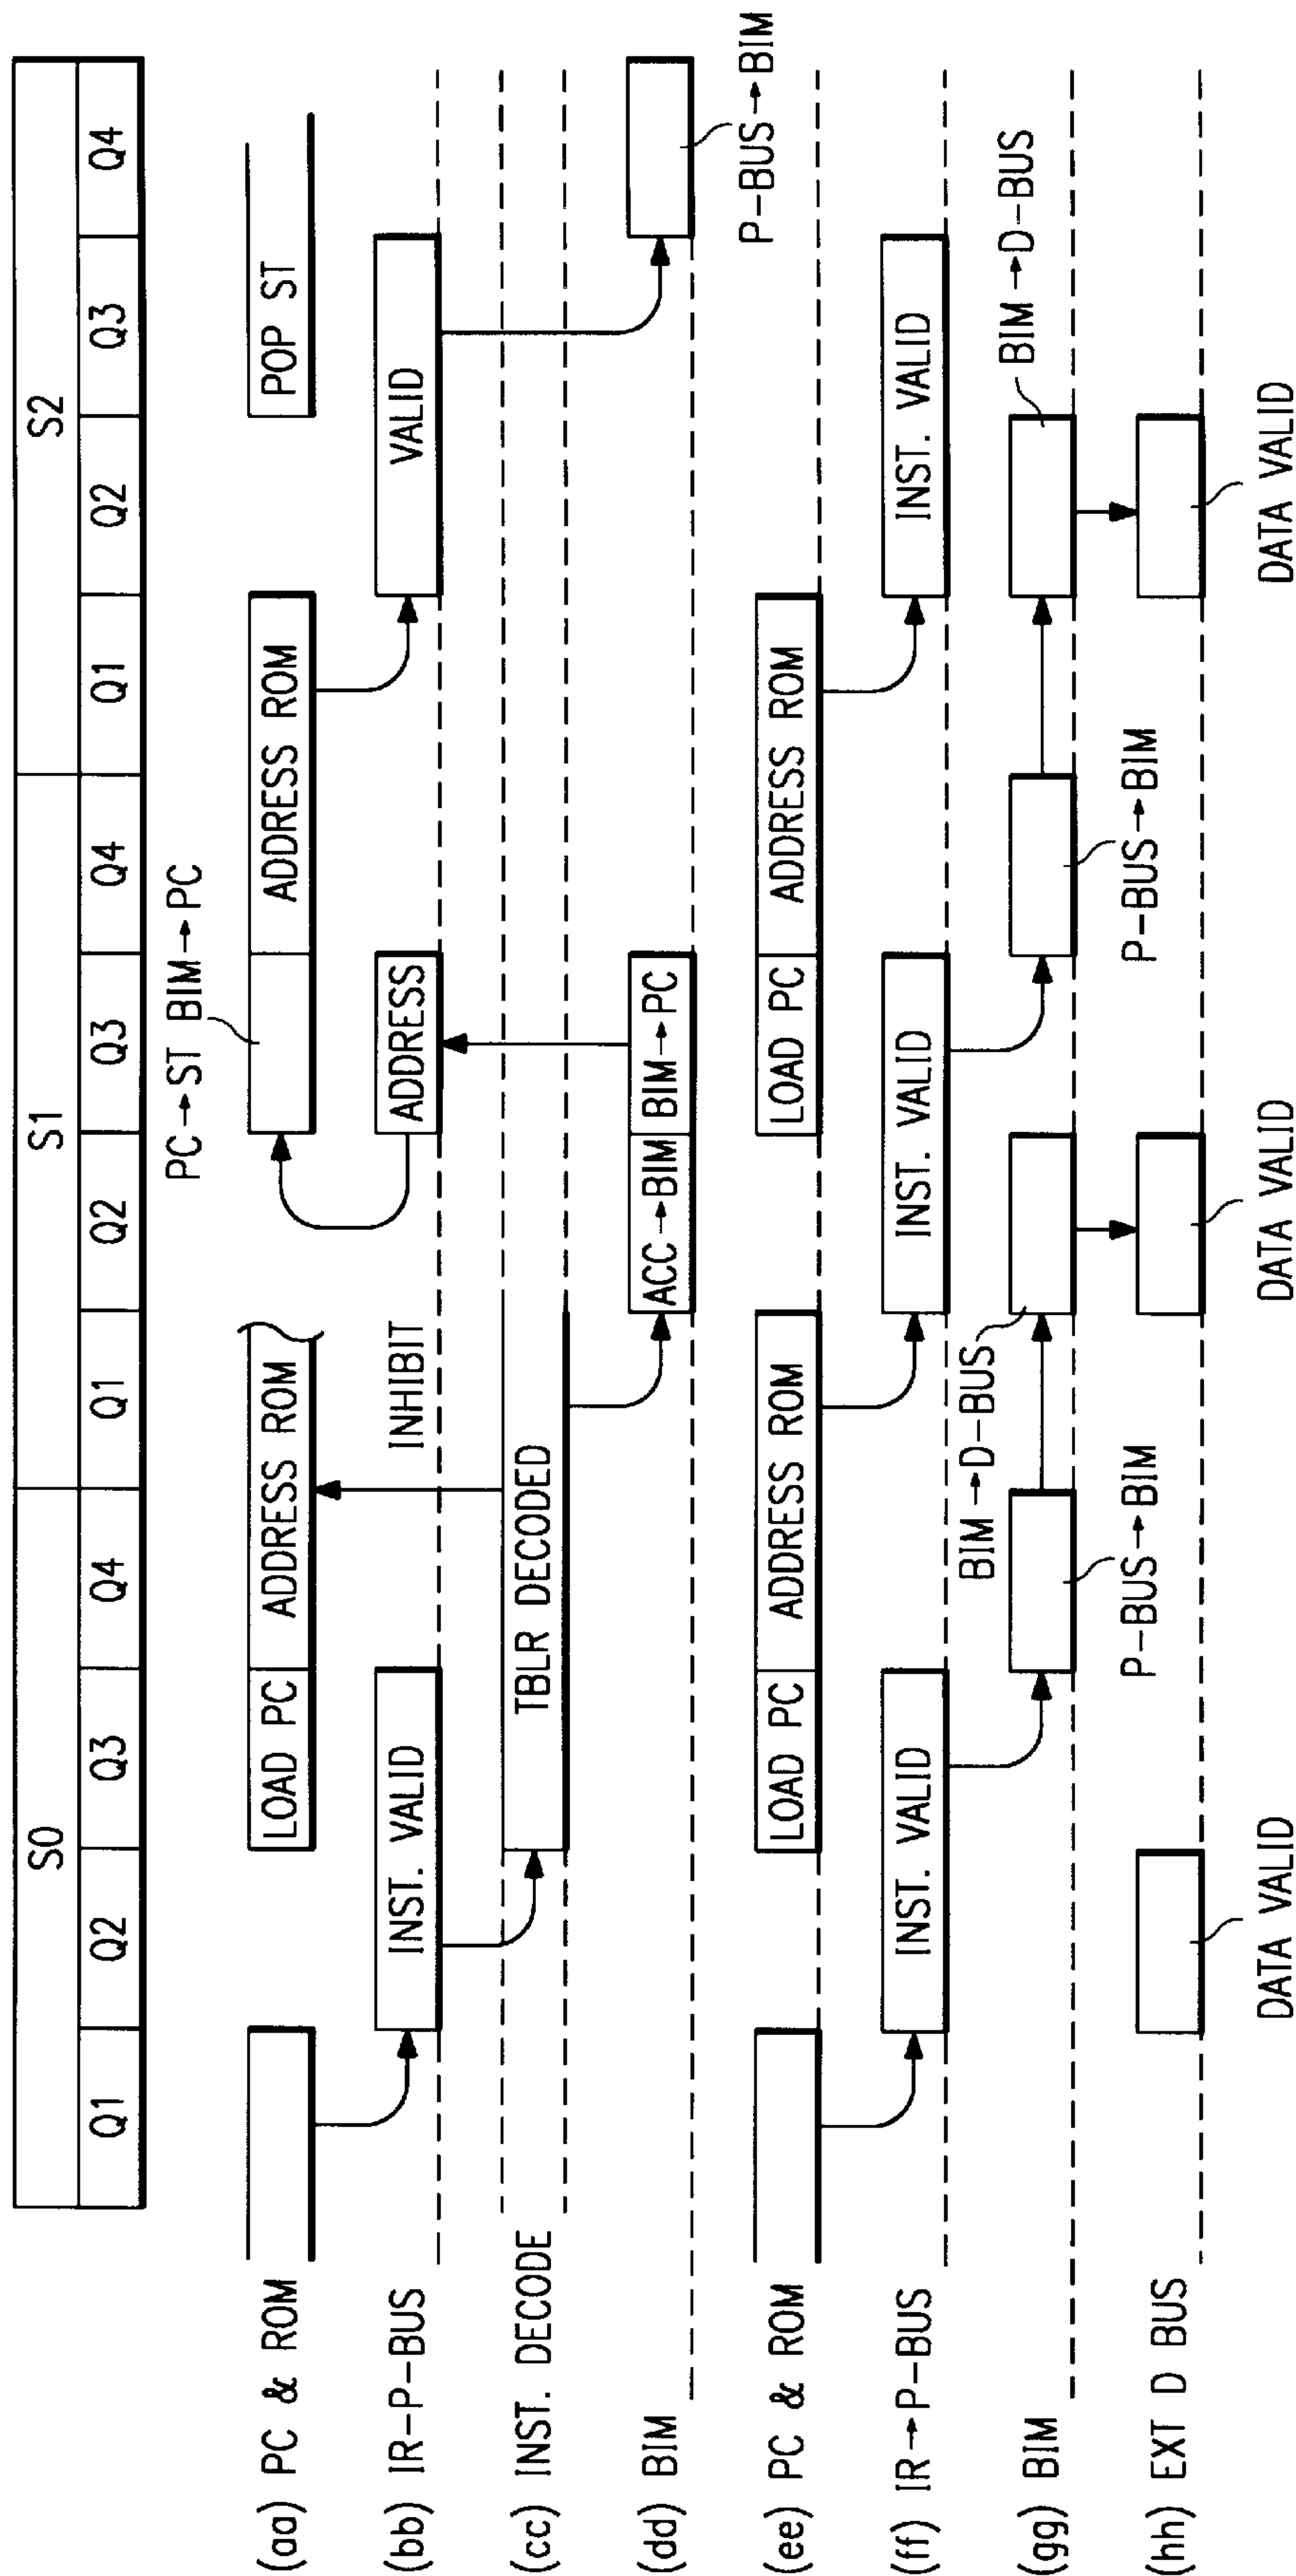 S0 S1 S2
Q1 Q2 Q3 Q4 Q1 Q2 Q3 Q4 Q1 Q2 Q3 Q4
PC→ST BIM→PC
(aa) PC & ROM LOAD PC ADDRESS ROM ADDRESS ROM POP ST
(bb) IR-P-BUS INST. VALID INHIBIT ADDRESS VALID
(cc) INST. DECODE TBLR DECODED
(dd) BIM ACC→BIM BIM→PC
P-BUS→BIM
(ee) PC & ROM LOAD PC ADDRESS ROM LOAD PC ADDRESS ROM
(ff) IR→P-BUS INST. VALID INST. VALID INST. VALID
BIM→D-BUS BIM→D-BUS
(gg) BIM
P-BUS→BIM P-BUS→BIM
(hh) EXT D BUS
DATA VALID DATA VALID DATA VALID